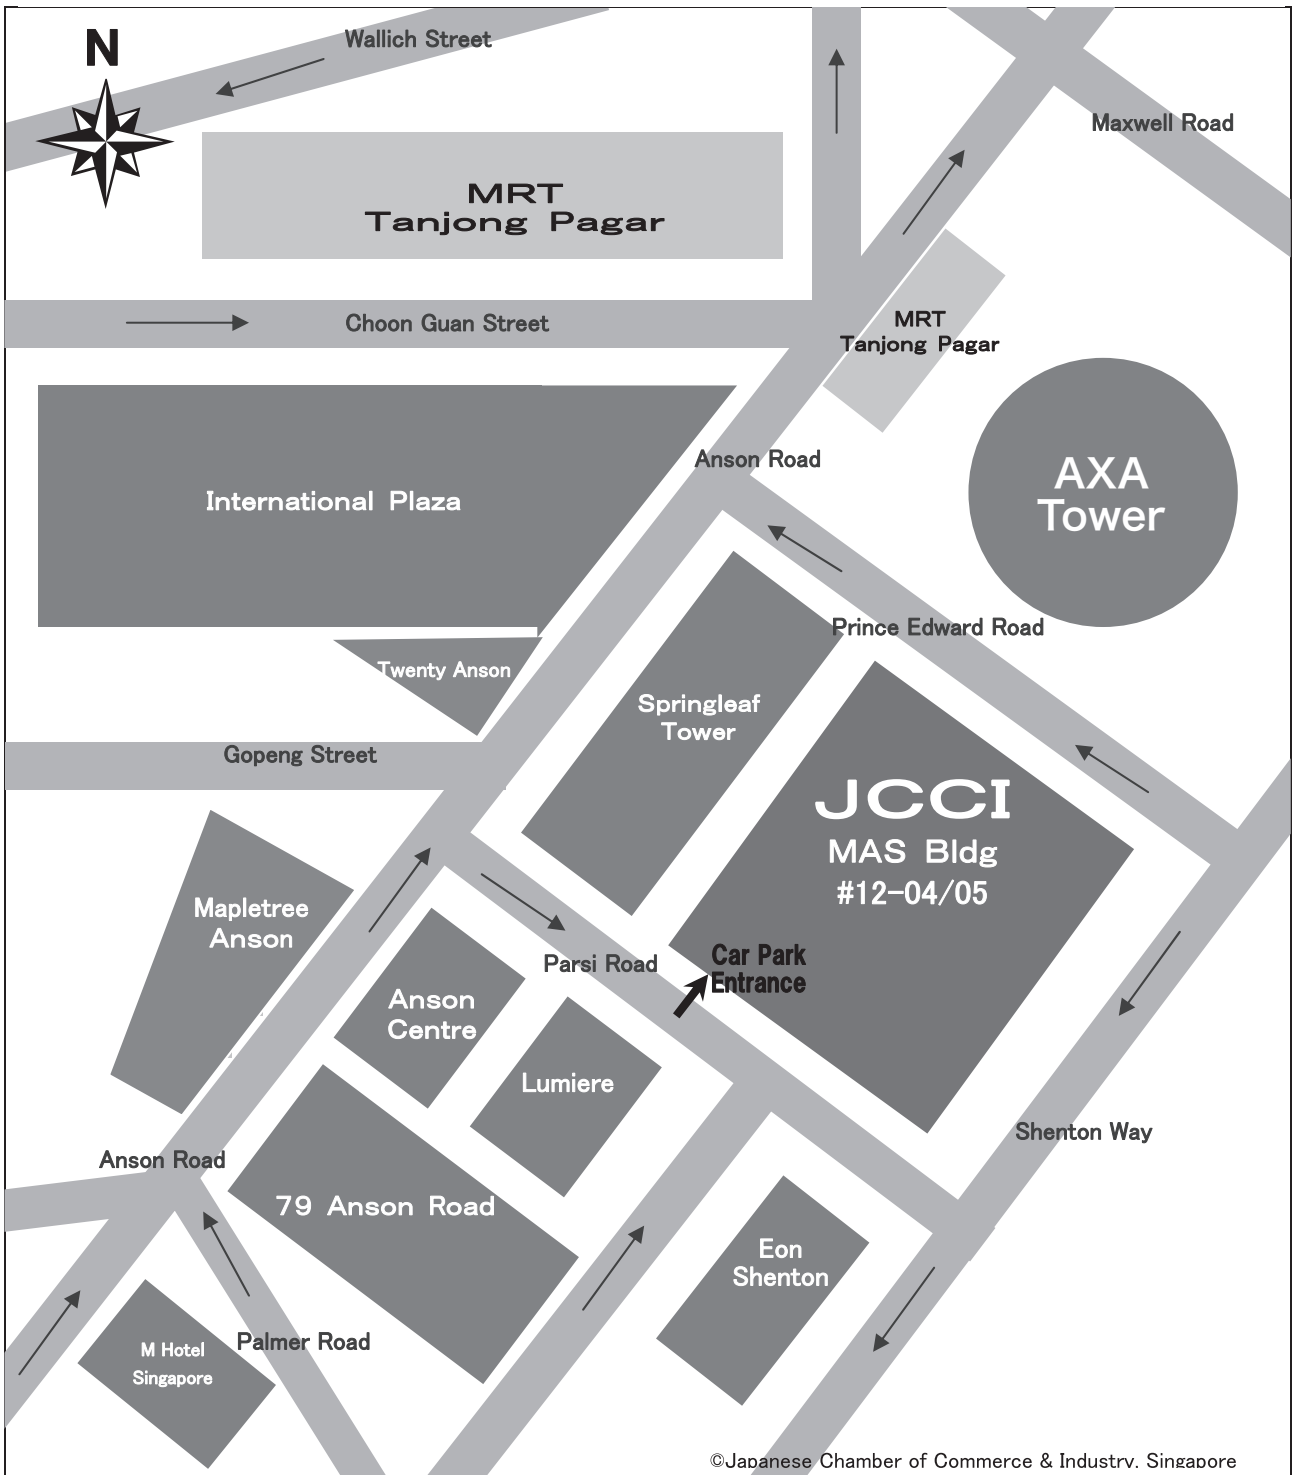 N
Wallich Street
Maxwell Road
MRT
Tanjong Pagar
Choon Guan Street
MRT
Tanjong Pagar
Anson Road
AXA
Tower
International Plaza
Prince Edward Road
Twenty Anson
Springleaf
Tower
Gopeng Street
JCCI
MAS Bldg
#12-04/05
Mapletree
Anson
Parsi Road
Car Park
Entrance
Anson
Centre
Lumiere
Shenton Way
Anson Road
79 Anson Road
Eon
Shenton
Palmer Road
M Hotel
Singapore
©Japanese Chamber of Commerce & Industry, Singapore